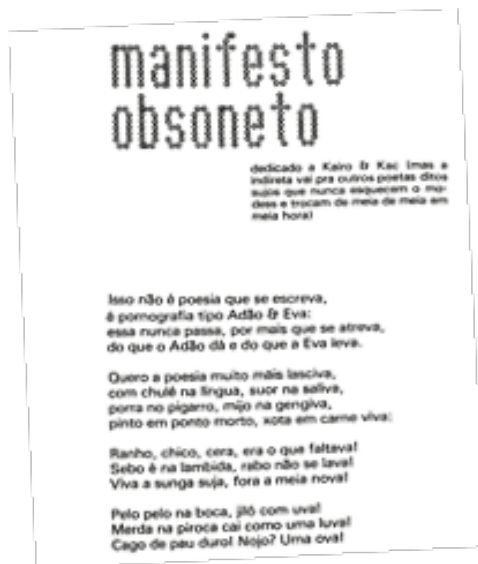 manifesto
obsoneto
dedicado a Kairo & Kac (mas a
indireta vai pra outros poetas ditos
sujos que nunca esquecem o mo-
dess e trocam de meia de meia em
meia hora)
Isso não é poesia que se escreva,
é pornografia tipo Adão & Eva:
essa nunca passa, por mais que se atreva,
do que o Adão dá e do que a Eva leva.
Quero a poesia muito mais lasciva,
com chulé na língua, suor na saliva,
porra no pigarro, mijo na gengiva,
pinto em ponto morto, xota em carne viva:
Ranho, chico, cera, era o que faltava!
Sebo é na lambida, rabo não se lava!
Viva a sunga suja, fora a meia nova!
Pelo pelo na boca, jiló com uva!
Merda na piroca cai como uma luva!
Cago de pau duro! Nojo? Uma ova!